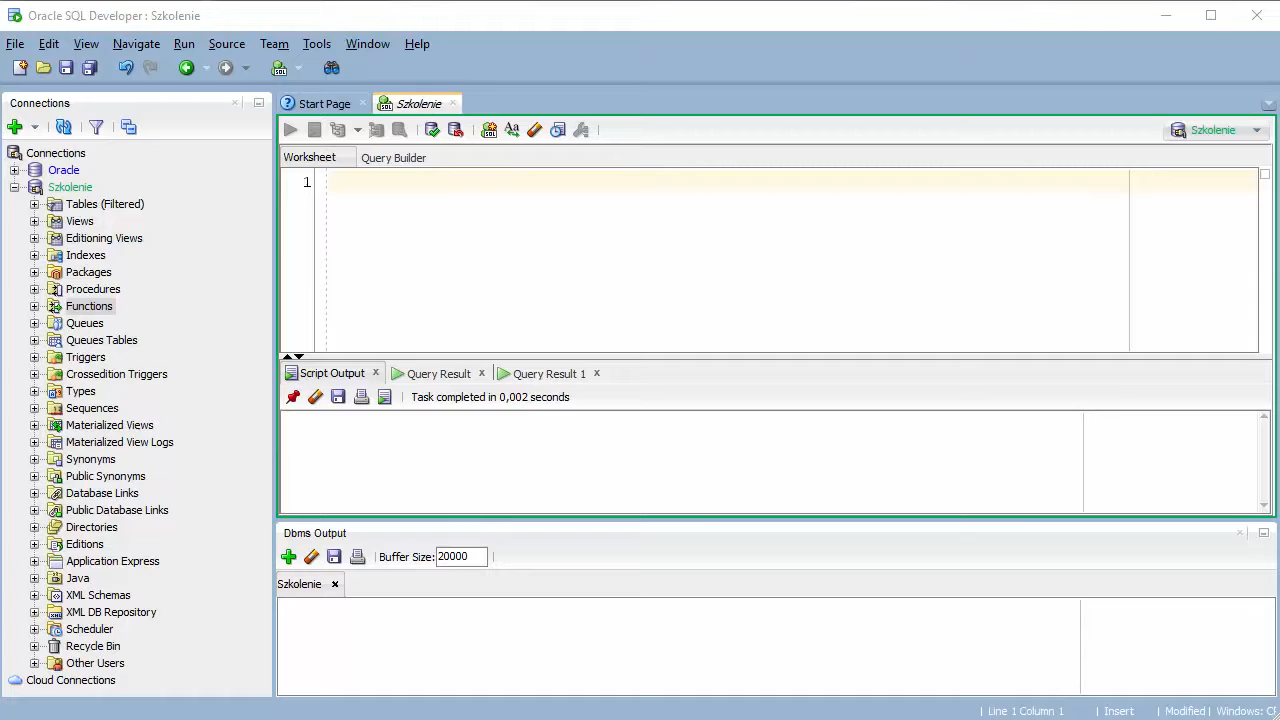 Oracle SQL Developer : Szkolenie
File Edit View Navigate Run Source Team Tools Window Help
Connections
Connections
Oracle
Szkolenie
Tables (Filtered)
Views
Editioning Views
Indexes
Packages
Procedures
Functions
Queues
Queues Tables
Triggers
Crossedition Triggers
Types
Sequences
Materialized Views
Materialized View Logs
Synonyms
Public Synonyms
Database Links
Public Database Links
Directories
Editions
Application Express
Java
XML Schemas
XML DB Repository
Scheduler
Recycle Bin
Other Users
Cloud Connections
Start Page Szkolenie
Szkolenie
Worksheet Query Builder
1
Script Output Query Result Query Result 1
Task completed in 0,002 seconds
Dbms Output
Buffer Size: 20000
Szkolenie
Line 1 Column 1 Insert Modified Windows: